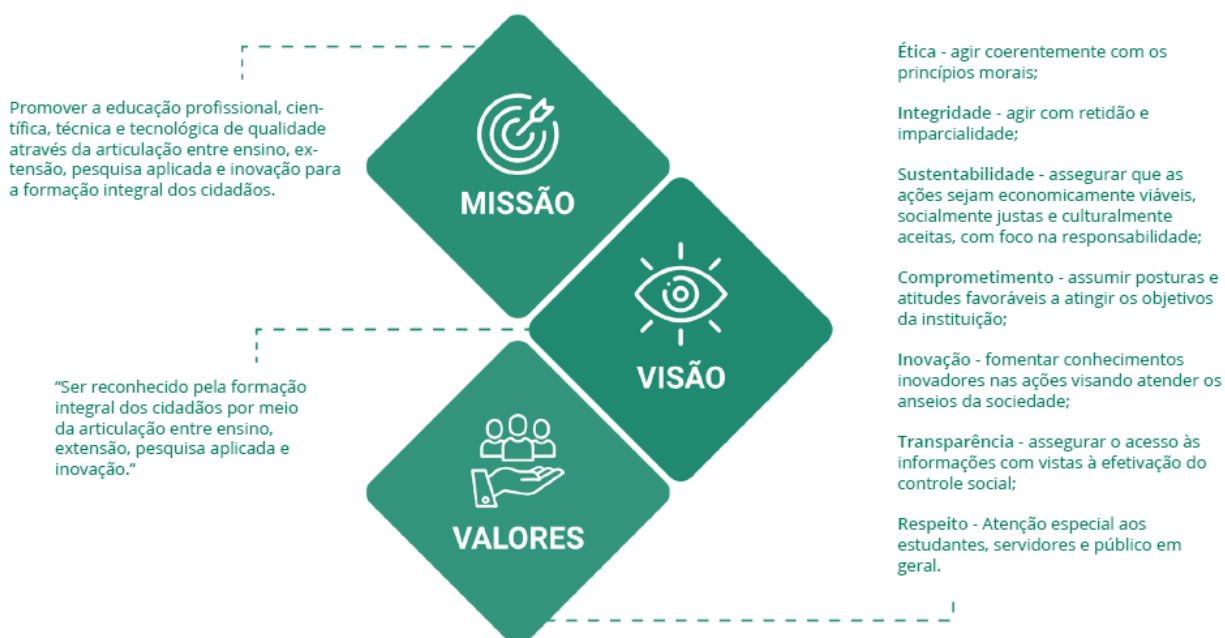 MISSÃO
Promover a educação profissional, cien-
tífica, técnica e tecnológica de qualidade
através da articulação entre ensino, ex-
tensão, pesquisa aplicada e inovação para
a formação integral dos cidadãos.
VISÃO
“Ser reconhecido pela formação
integral dos cidadãos por meio
da articulação entre ensino,
extensão, pesquisa aplicada e
inovação.“
VALORES
Ética - agir coerentemente com os
princípios morais;
Integridade - agir com retidão e
imparcialidade;
Sustentabilidade - assegurar que as
ações sejam economicamente viáveis,
socialmente justas e culturalmente
aceitas, com foco na responsabilidade;
Comprometimento - assumir posturas e
atitudes favoráveis a atingir os objetivos
da instituição;
Inovação - fomentar conhecimentos
inovadores nas ações visando atender os
anseios da sociedade;
Transparência - assegurar o acesso às
informações com vistas à efetivação do
controle social;
Respeito - Atenção especial aos
estudantes, servidores e público em
geral.